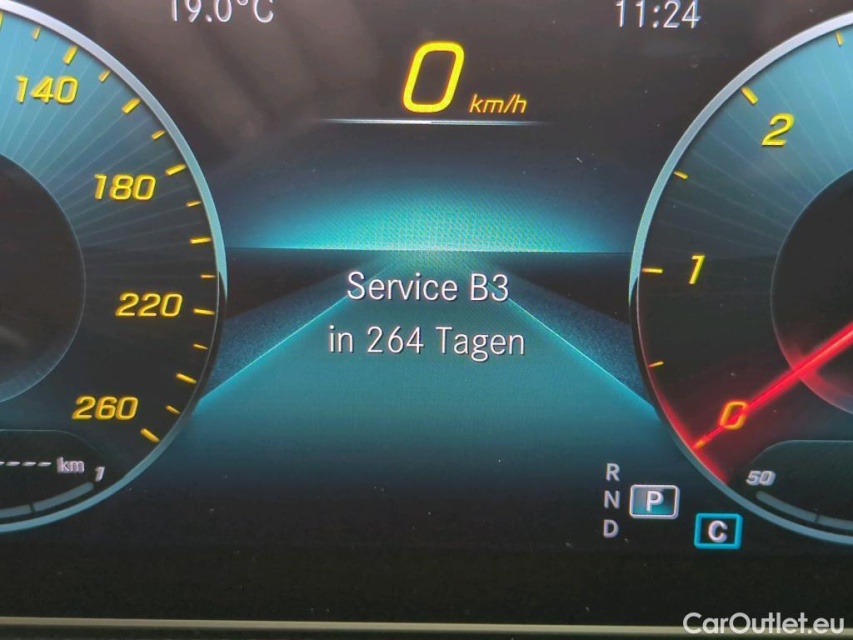 19.0°C
11:24
0 km/h
140
180
220
260
2
1
0
Service B3
in 264 Tagen
---- km
1
50
R
N P
D
C
CarOutlet.eu